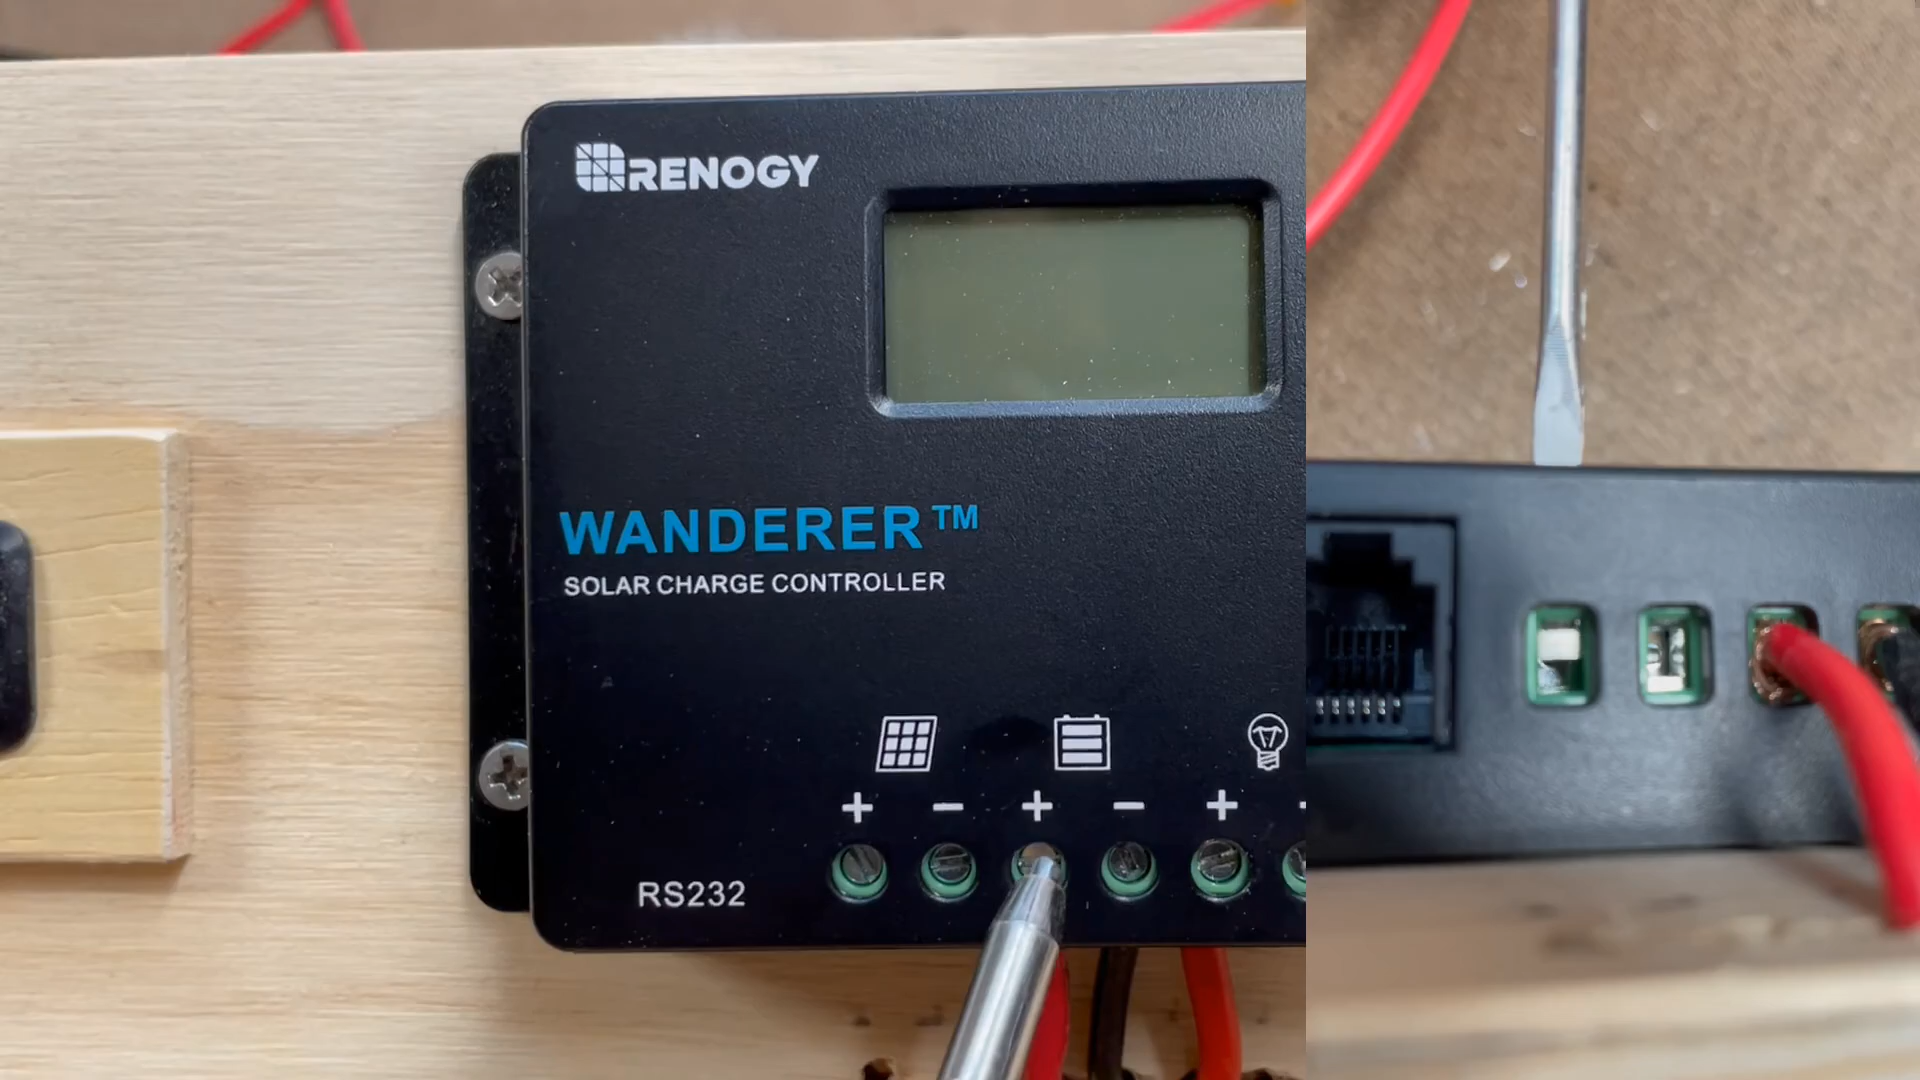 RENOGY
WANDERER™
SOLAR CHARGE CONTROLLER
+ − + − +
RS232